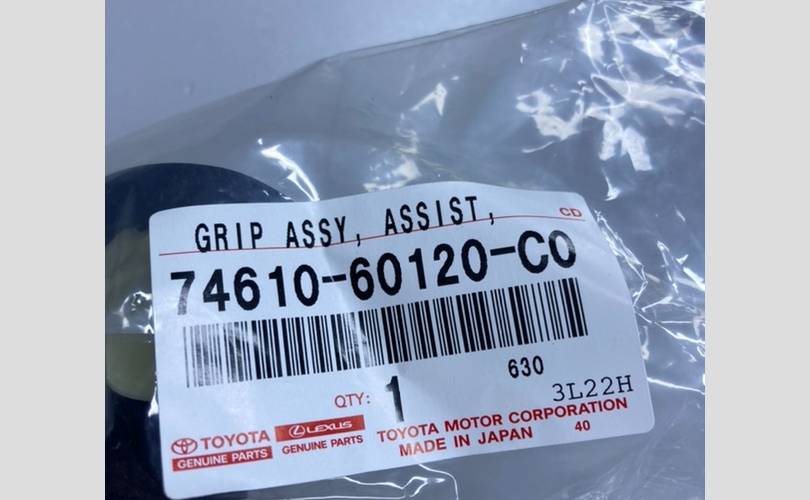 GRIP ASSY, ASSIST,
CD
74610-60120-C0
630
QTY: 1
3L22H
TOYOTA
GENUINE PARTS
LEXUS
GENUINE PARTS
TOYOTA MOTOR CORPORATION
MADE IN JAPAN 40